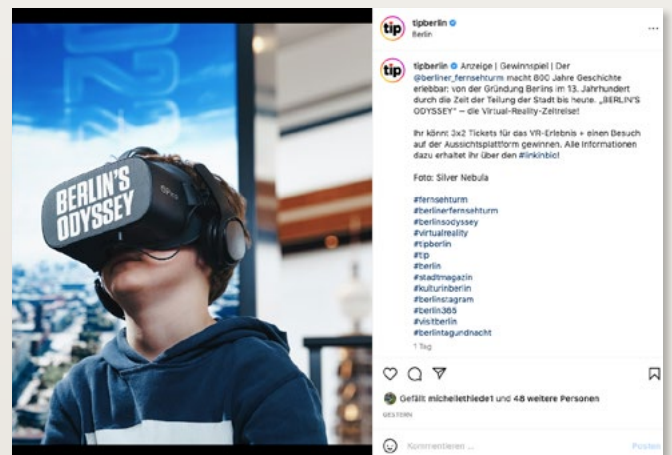 BERLIN'S
ODYSSEY
tip
tipberlin
Berlin
tip
tipberlin Anzeige | Gewinnspiel | Der
@berliner_fernsehturm macht 800 Jahre Geschichte
erlebbar: von der Gründung Berlins im 13. Jahrhundert
durch die Zeit der Teilung der Stadt bis heute. „BERLIN'S
ODYSSEY“ – die Virtual-Reality-Zeitreise!
Ihr könnt 3x2 Tickets für das VR-Erlebnis + einen Besuch
auf der Aussichtsplattform gewinnen. Alle Informationen
dazu erhaltet ihr über den #linkinbio!
Foto: Silver Nebula
#fernsehturm
#berlinerfernsehturm
#berlinsodyssey
#virtualreality
#tipberlin
#tip
#berlin
#stadtmagazin
#kulturinberlin
#berlinstagram
#berlin365
#visitberlin
#berlintagundnacht
1 Tag
Gefällt michellethiede1 und 48 weitere Personen
GESTERN
Kommentieren ...
Posten